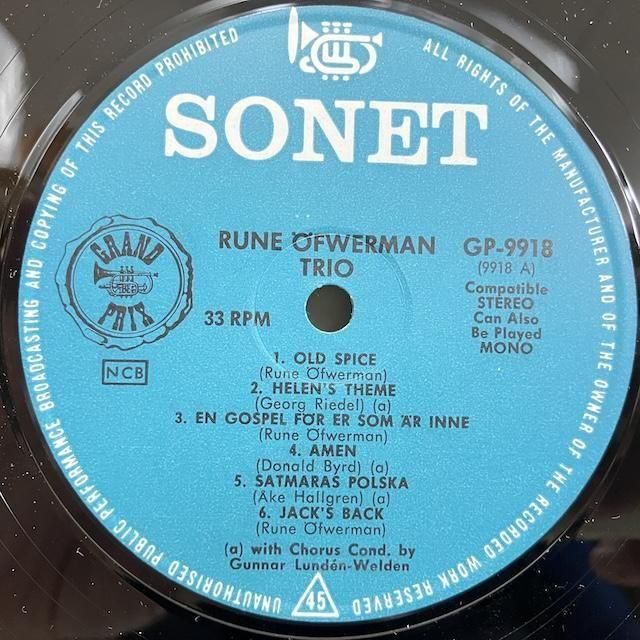 UNAUTHORISED PUBLIC PERFORMANCE BROADCASTING AND COPYING OF THIS RECORD PROHIBITED
ALL RIGHTS OF THE MANUFACTURER AND OF THE OWNER OF THE RECORDED WORK RESERVED
SONET
RUNE ÖFWERMAN
TRIO
GP-9918
(9918 A)
Compatible
STEREO
Can Also
Be Played
MONO
GRAND
PRIX
33 RPM
NCB
1. OLD SPICE
(Rune Öfwerman)
2. HELEN'S THEME
(Georg Riedel) (a)
3. EN GOSPEL FÖR ER SOM ÄR INNE
(Rune Öfwerman)
4. AMEN
(Donald Byrd) (a)
5. SATMARAS POLSKA
(Åke Hallgren) (a)
6. JACK'S BACK
(Rune Öfwerman)
(a) with Chorus Cond. by
Gunnar Lundén-Welden
45